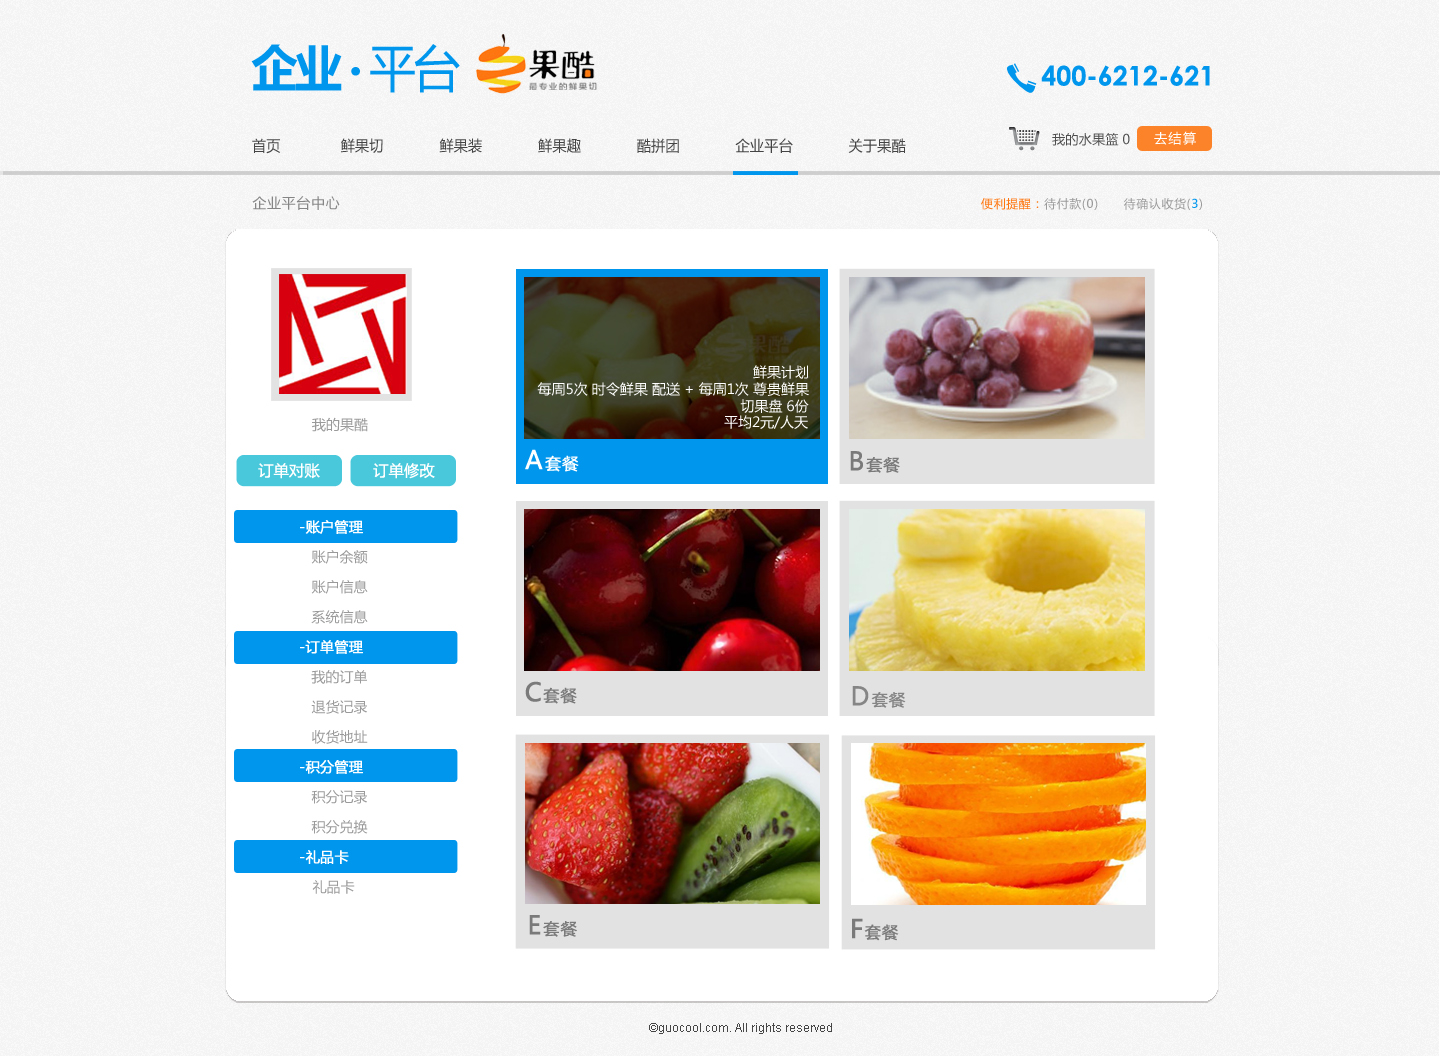 企业·平台 果酷
最专业的鲜果切
400-6212-621
首页 鲜果切 鲜果装 鲜果趣 酷拼团 企业平台 关于果酷
我的水果篮 0 去结算
企业平台中心
便利提醒：待付款(0) 待确认收货(3)
我的果酷
订单对账 订单修改
-账户管理
账户余额
账户信息
系统信息
-订单管理
我的订单
退货记录
收货地址
-积分管理
积分记录
积分兑换
-礼品卡
礼品卡
果酷
鲜果计划
每周5次 时令鲜果 配送 + 每周1次 尊贵鲜果
切果盘 6份
平均2元/人天
A 套餐
B 套餐
C 套餐
D 套餐
E 套餐
F 套餐
©guocool.com. All rights reserved